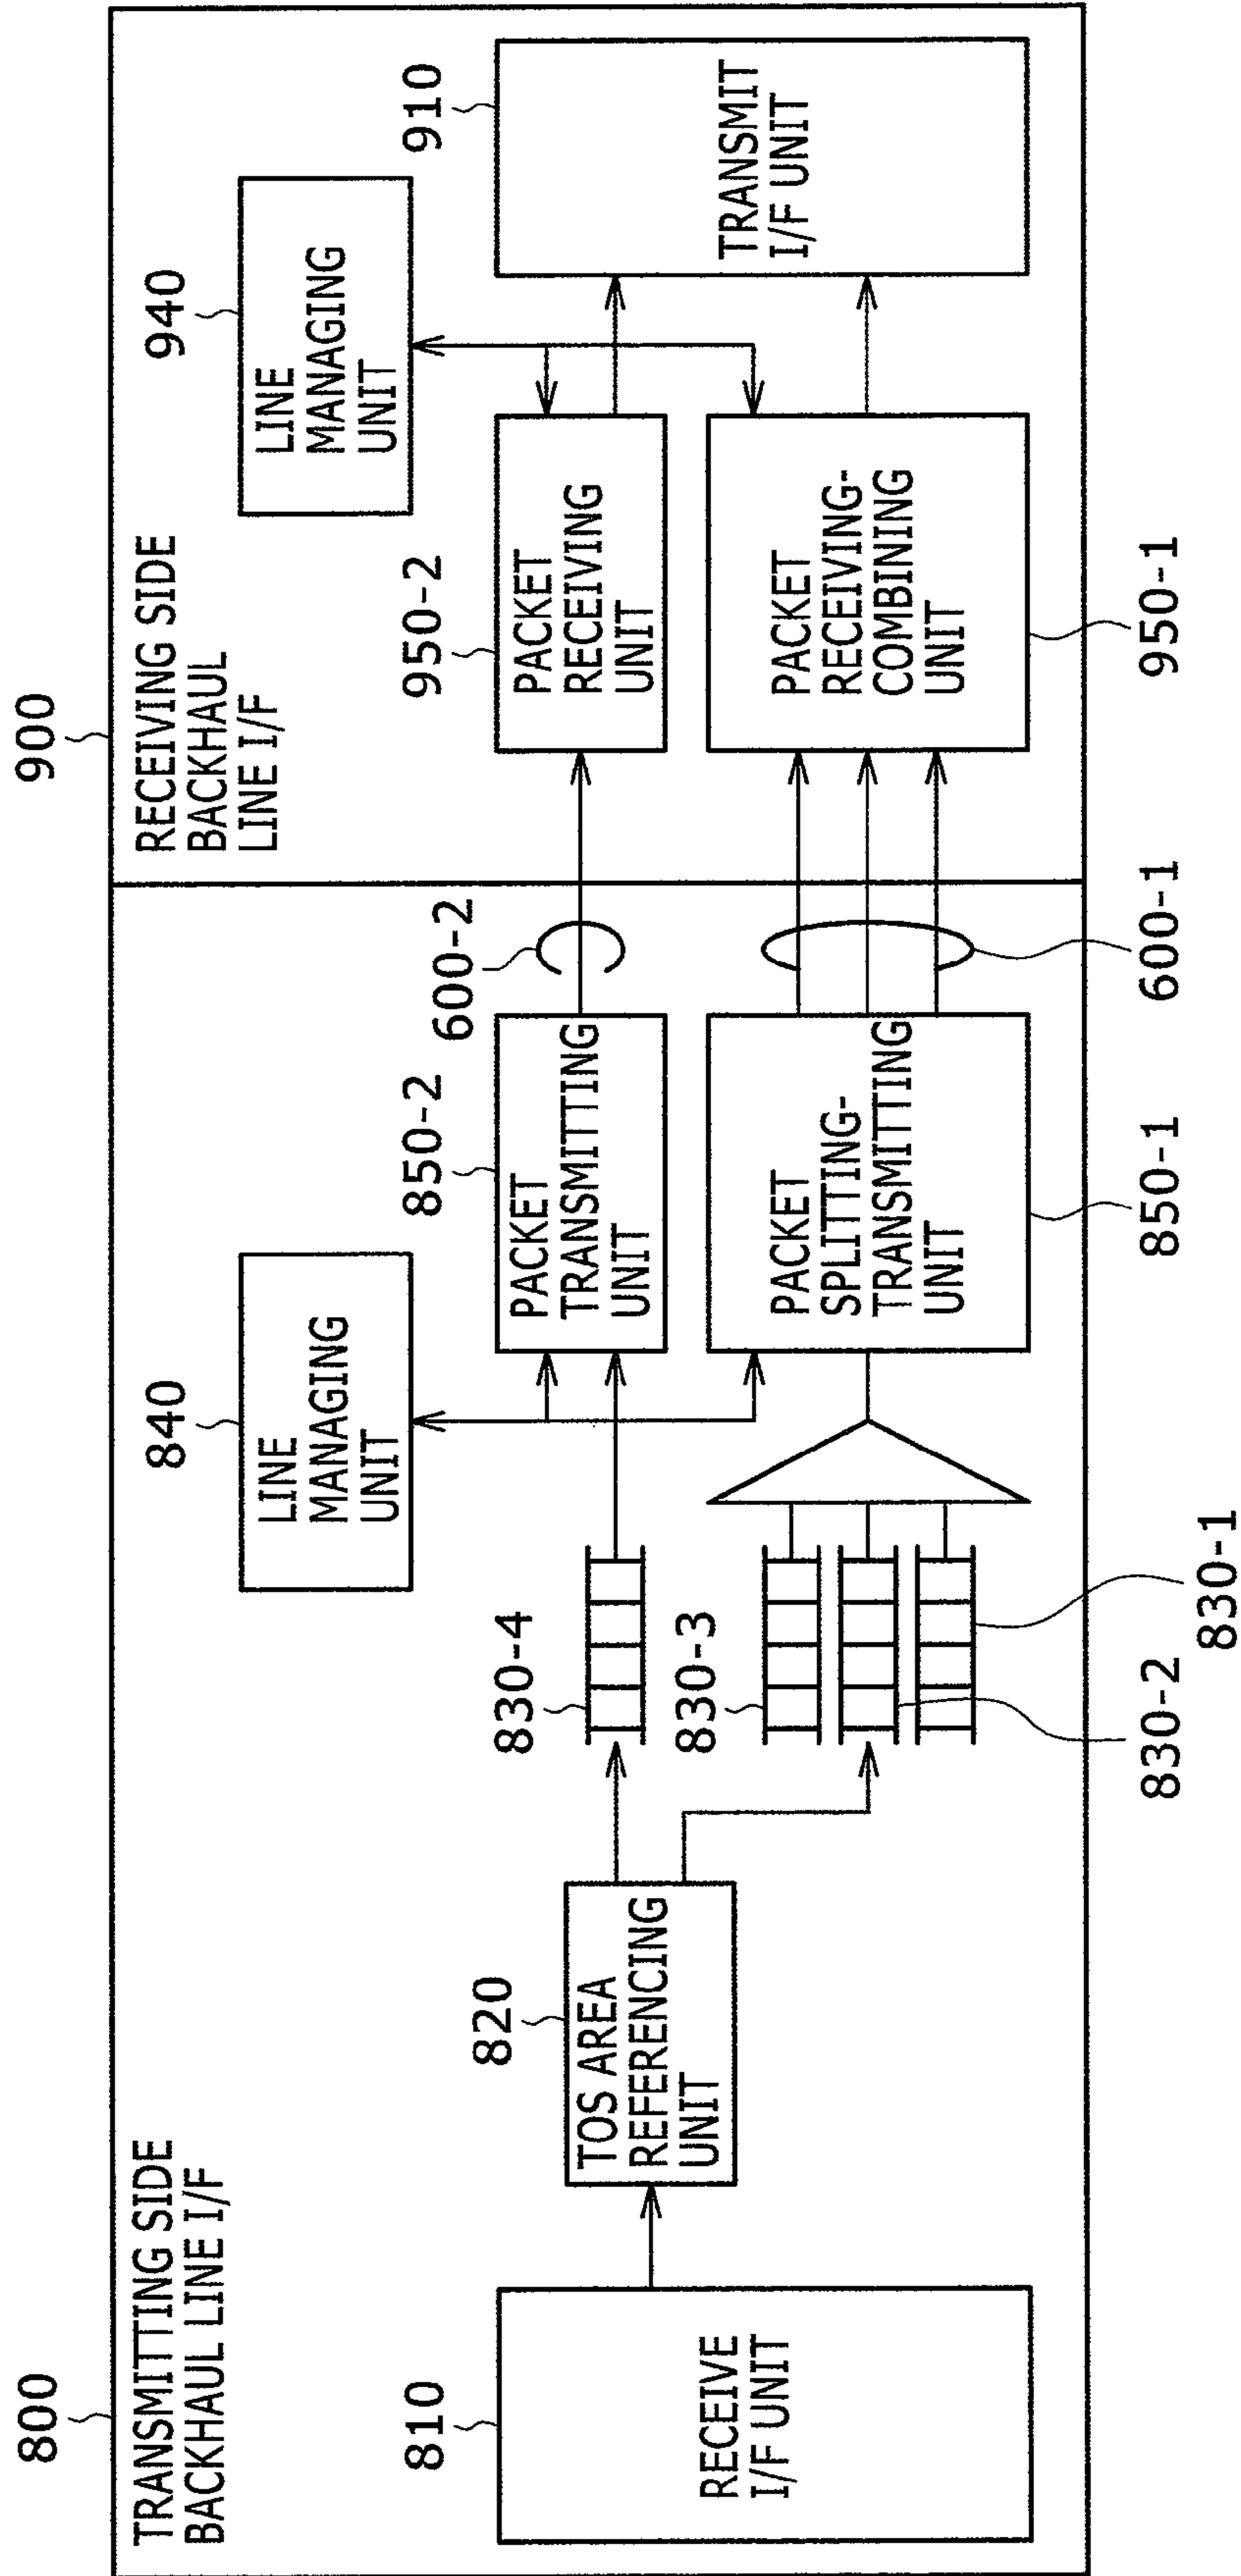 800
TRANSMITTING SIDE
BACKHAUL LINE I/F
810
RECEIVE
I/F UNIT
820
TOS AREA
REFERENCING
UNIT
830-4
830-3
830-2
830-1
840
LINE
MANAGING
UNIT
850-2
PACKET
TRANSMITTING
UNIT
PACKET
SPLITTING-
TRANSMITTING
UNIT
850-1
600-2
600-1
900
RECEIVING SIDE
BACKHAUL
LINE I/F
950-2
PACKET
RECEIVING
UNIT
PACKET
RECEIVING-
COMBINING
UNIT
950-1
940
LINE
MANAGING
UNIT
910
TRANSMIT
I/F UNIT